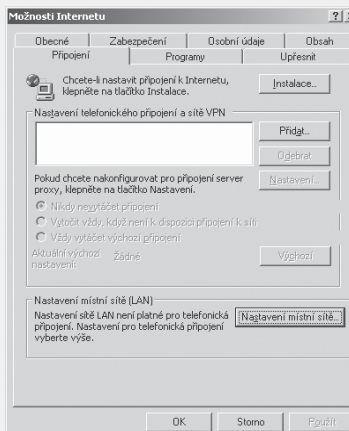 Možnosti Internetu
Obecné Zabezpečení Osobní údaje Obsah
Připojení Programy Upřesnit
Chcete-li nastavit připojení k Internetu,
klepněte na tlačítko Instalace.
Instalace...
Nastavení telefonického připojení a sítě VPN
Přidat...
Odebrat
Pokud chcete nakonfigurovat pro připojení server
proxy, klepněte na tlačítko Nastavení.
Nastavení...
Nikdy nevytáčet připojení
Vytočit vždy, když není k dispozici připojení k síti
Vždy vytáčet výchozí připojení
Aktuální výchozí
nastavení:
Žádné
Výchozí
Nastavení místní sítě (LAN)
Nastavení sítě LAN není platné pro telefonická
připojení. Nastavení pro telefonická připojení
vyberte výše.
Nastavení místní sítě...
OK Storno Použít